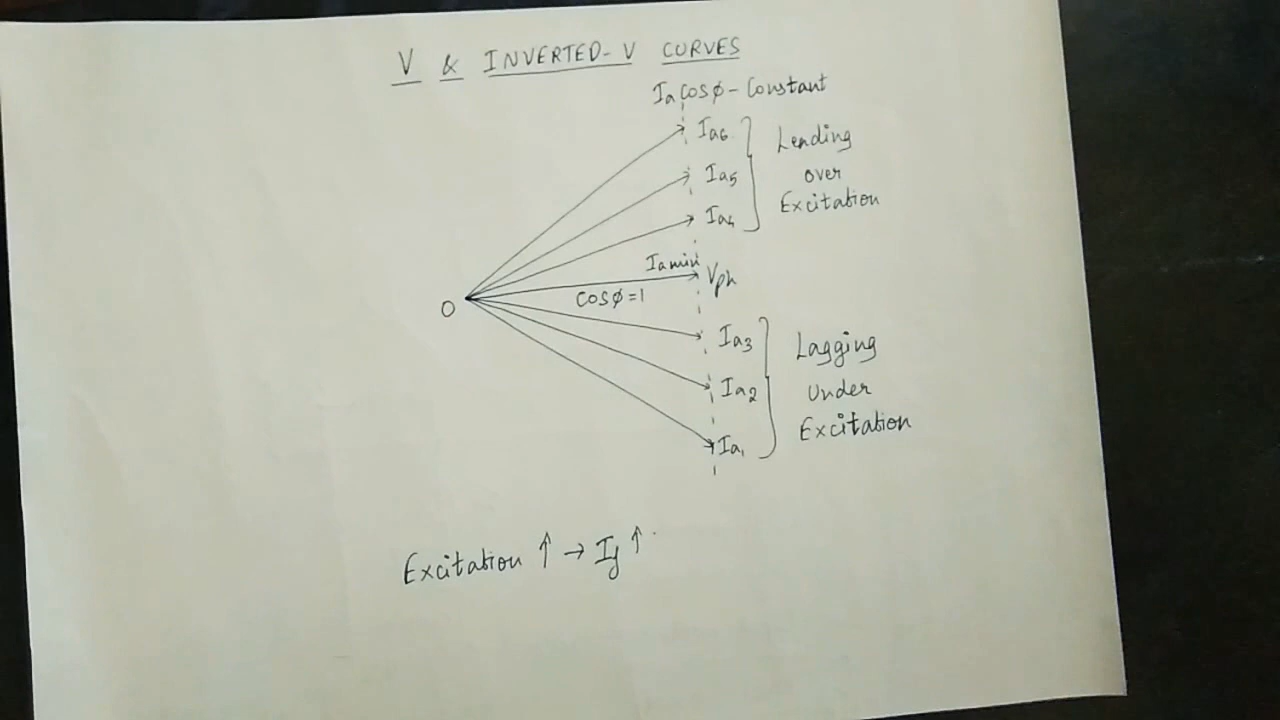 V & INVERTED-V CURVES
Ia cosφ - Constant
Ia6
Ia5
Ia4
Leading
over
Excitation
Ia min
Vph
cosφ=1
O
Ia3
Ia2
Ia1
Lagging
Under
Excitation
Excitation ↑ → If ↑